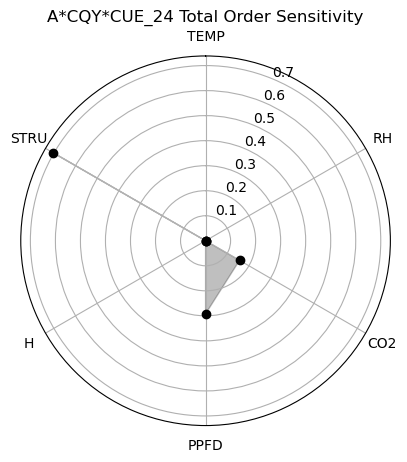 A*CQY*CUE_24 Total Order Sensitivity
TEMP
0.7
0.6
0.5
STRU
RH
0.4
0.3
0.2
0.1
H
CO2
PPFD